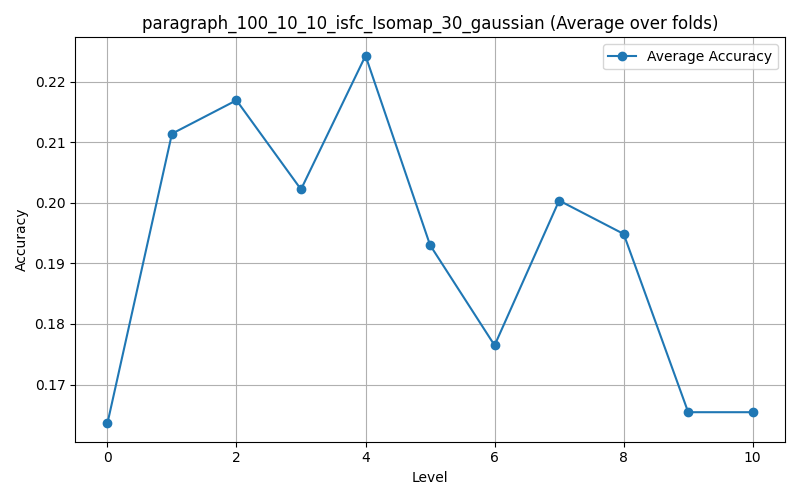 paragraph_100_10_10_isfc_Isomap_30_gaussian (Average over folds)
Average Accuracy
Accuracy
0.22
0.21
0.20
0.19
0.18
0.17
0 2 4 6 8 10
Level